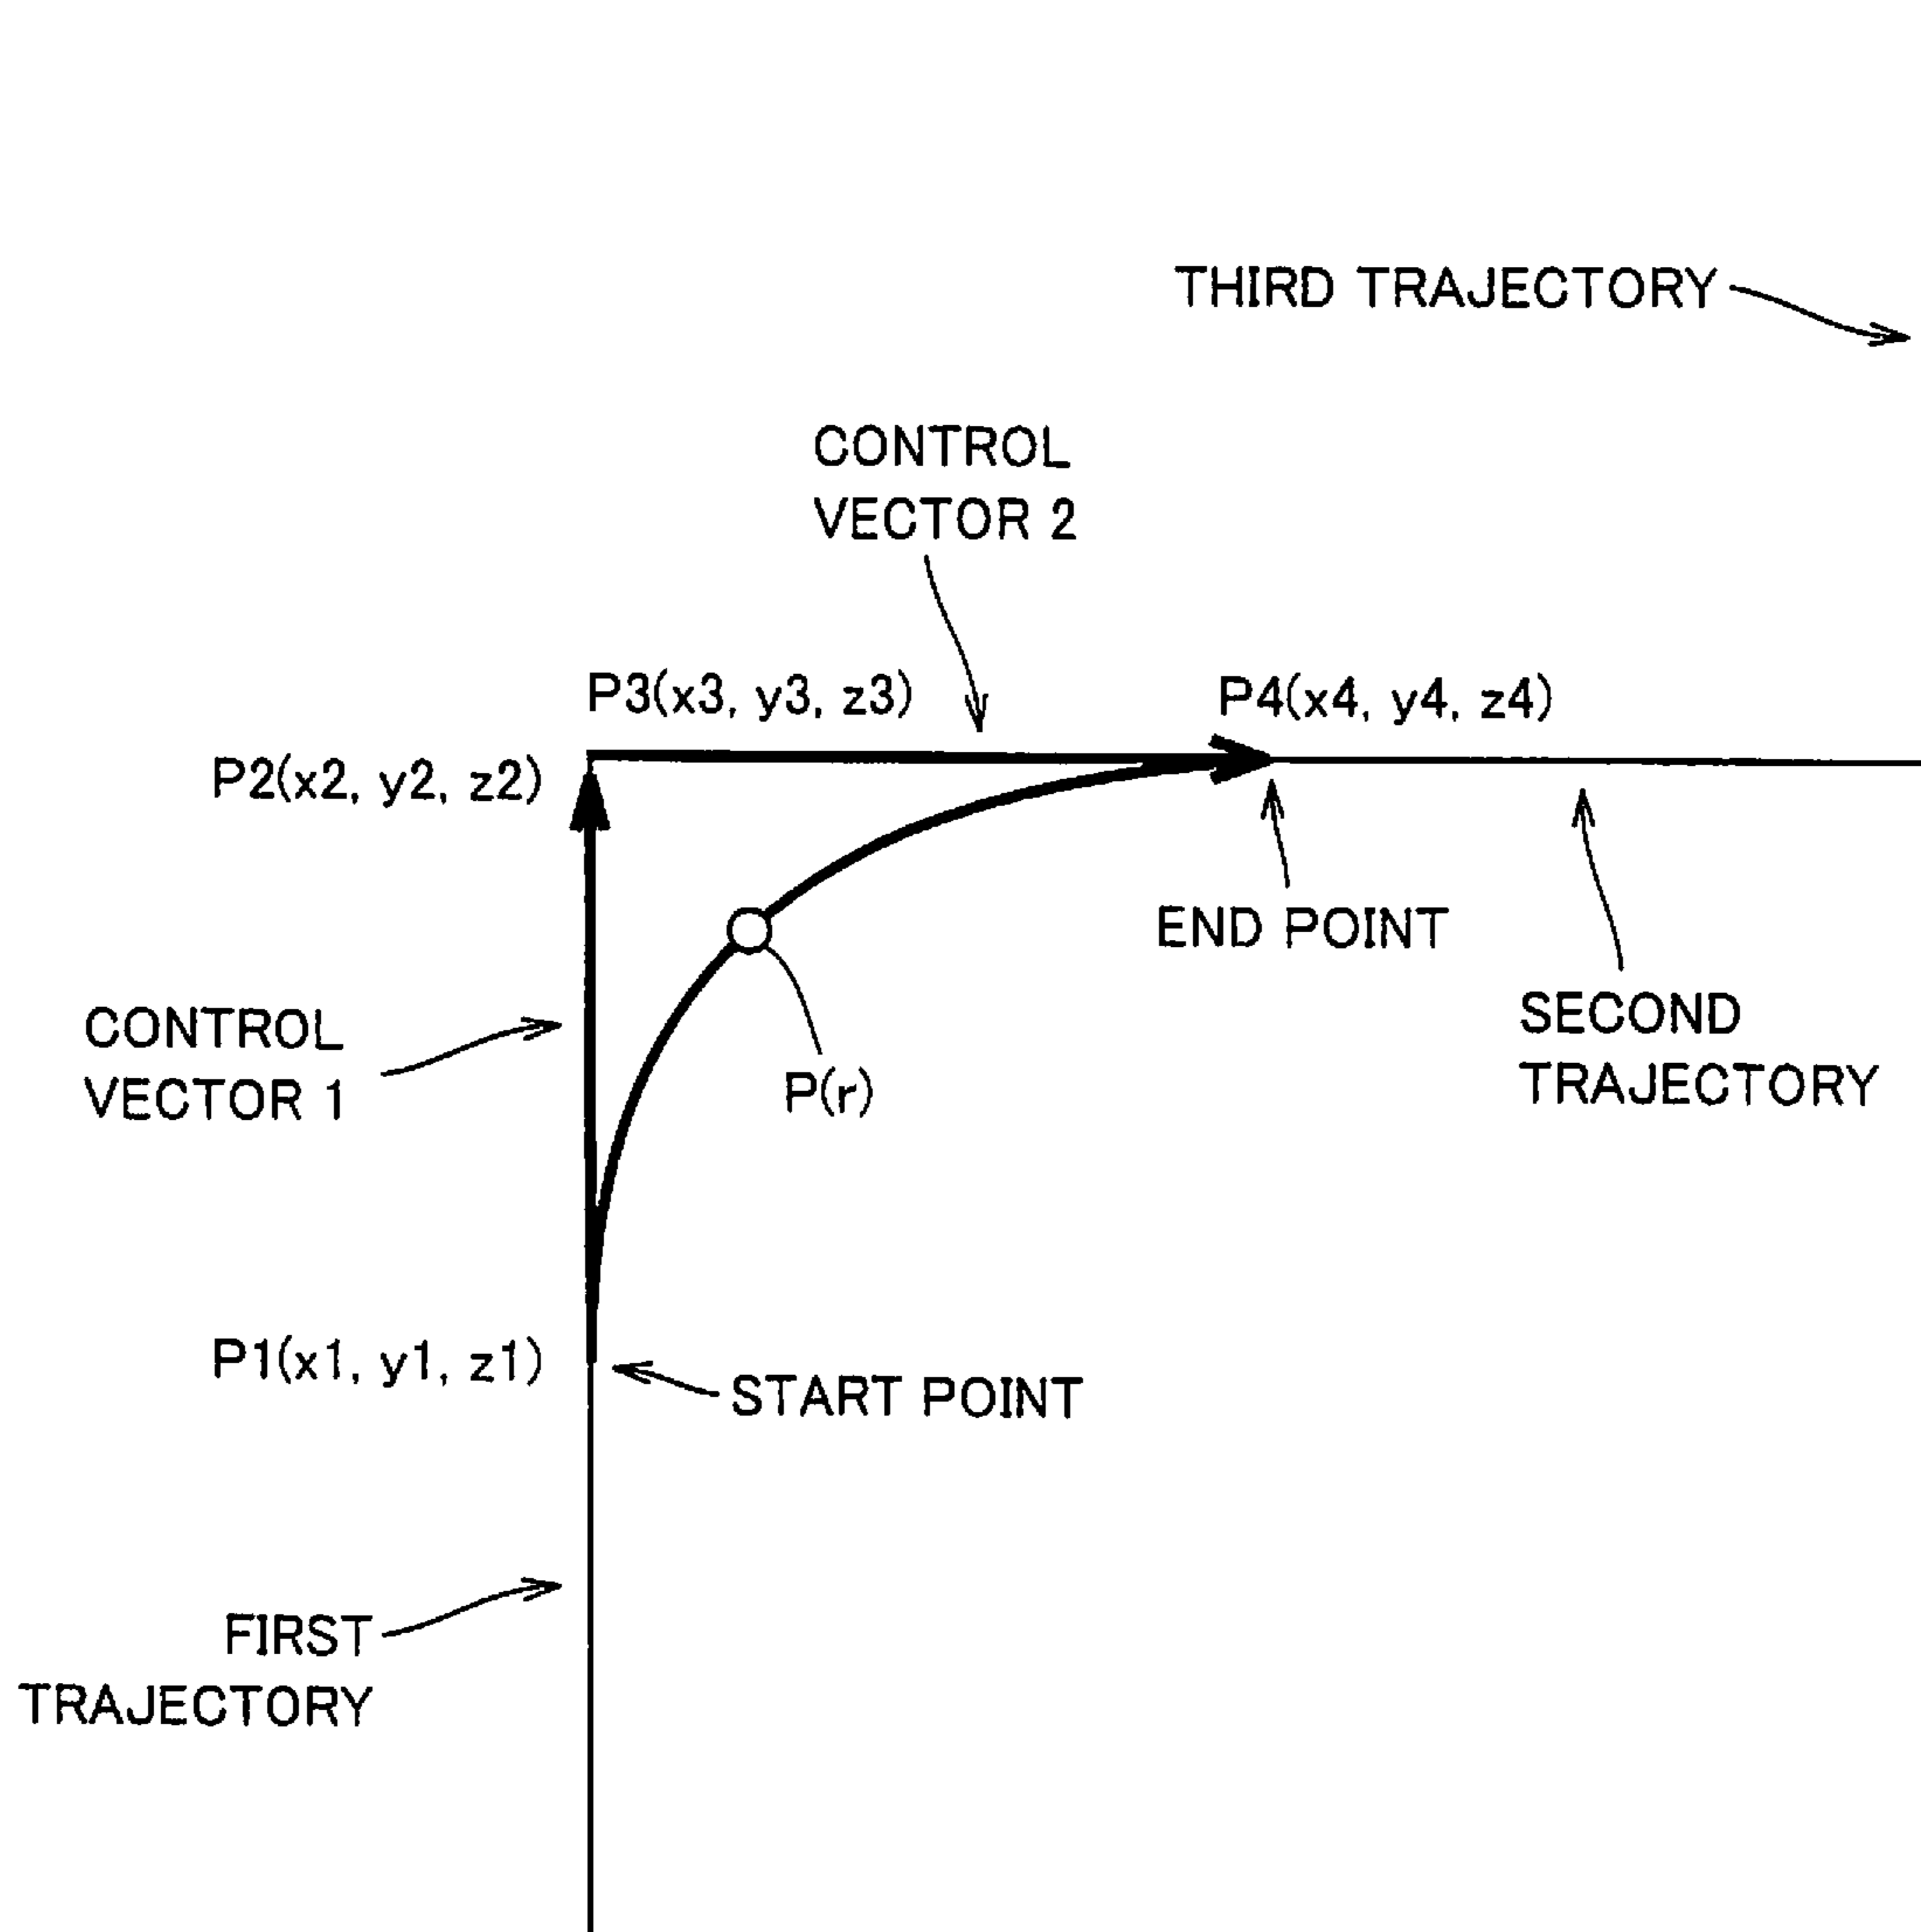 THIRD TRAJECTORY
CONTROL
VECTOR 2
P3(x3, y3, z3)
P4(x4, y4, z4)
P2(x2, y2, z2)
END POINT
CONTROL
VECTOR 1
SECOND
TRAJECTORY
P(r)
P1(x1, y1, z1)
START POINT
FIRST
TRAJECTORY